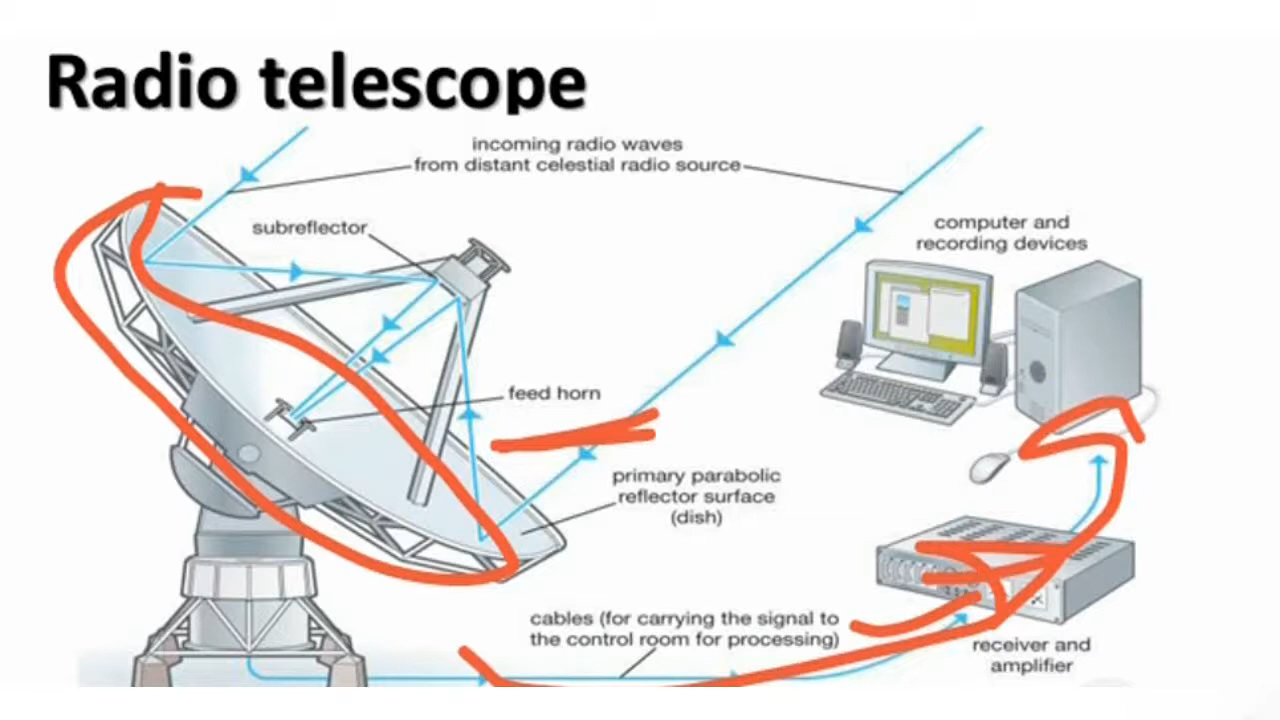 Radio telescope
incoming radio waves
from distant celestial radio source
subreflector
computer and
recording devices
feed horn
primary parabolic
reflector surface
(dish)
cables (for carrying the signal to
the control room for processing)
receiver and
amplifier